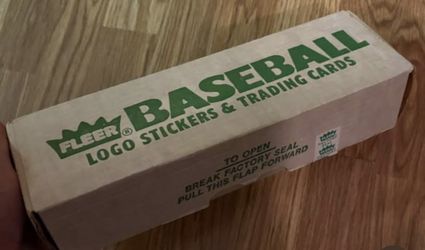 FLEER® BASEBALL
LOGO STICKERS & TRADING CARDS
TO OPEN
BREAK FACTORY SEAL
PULL THIS FLAP FORWARD